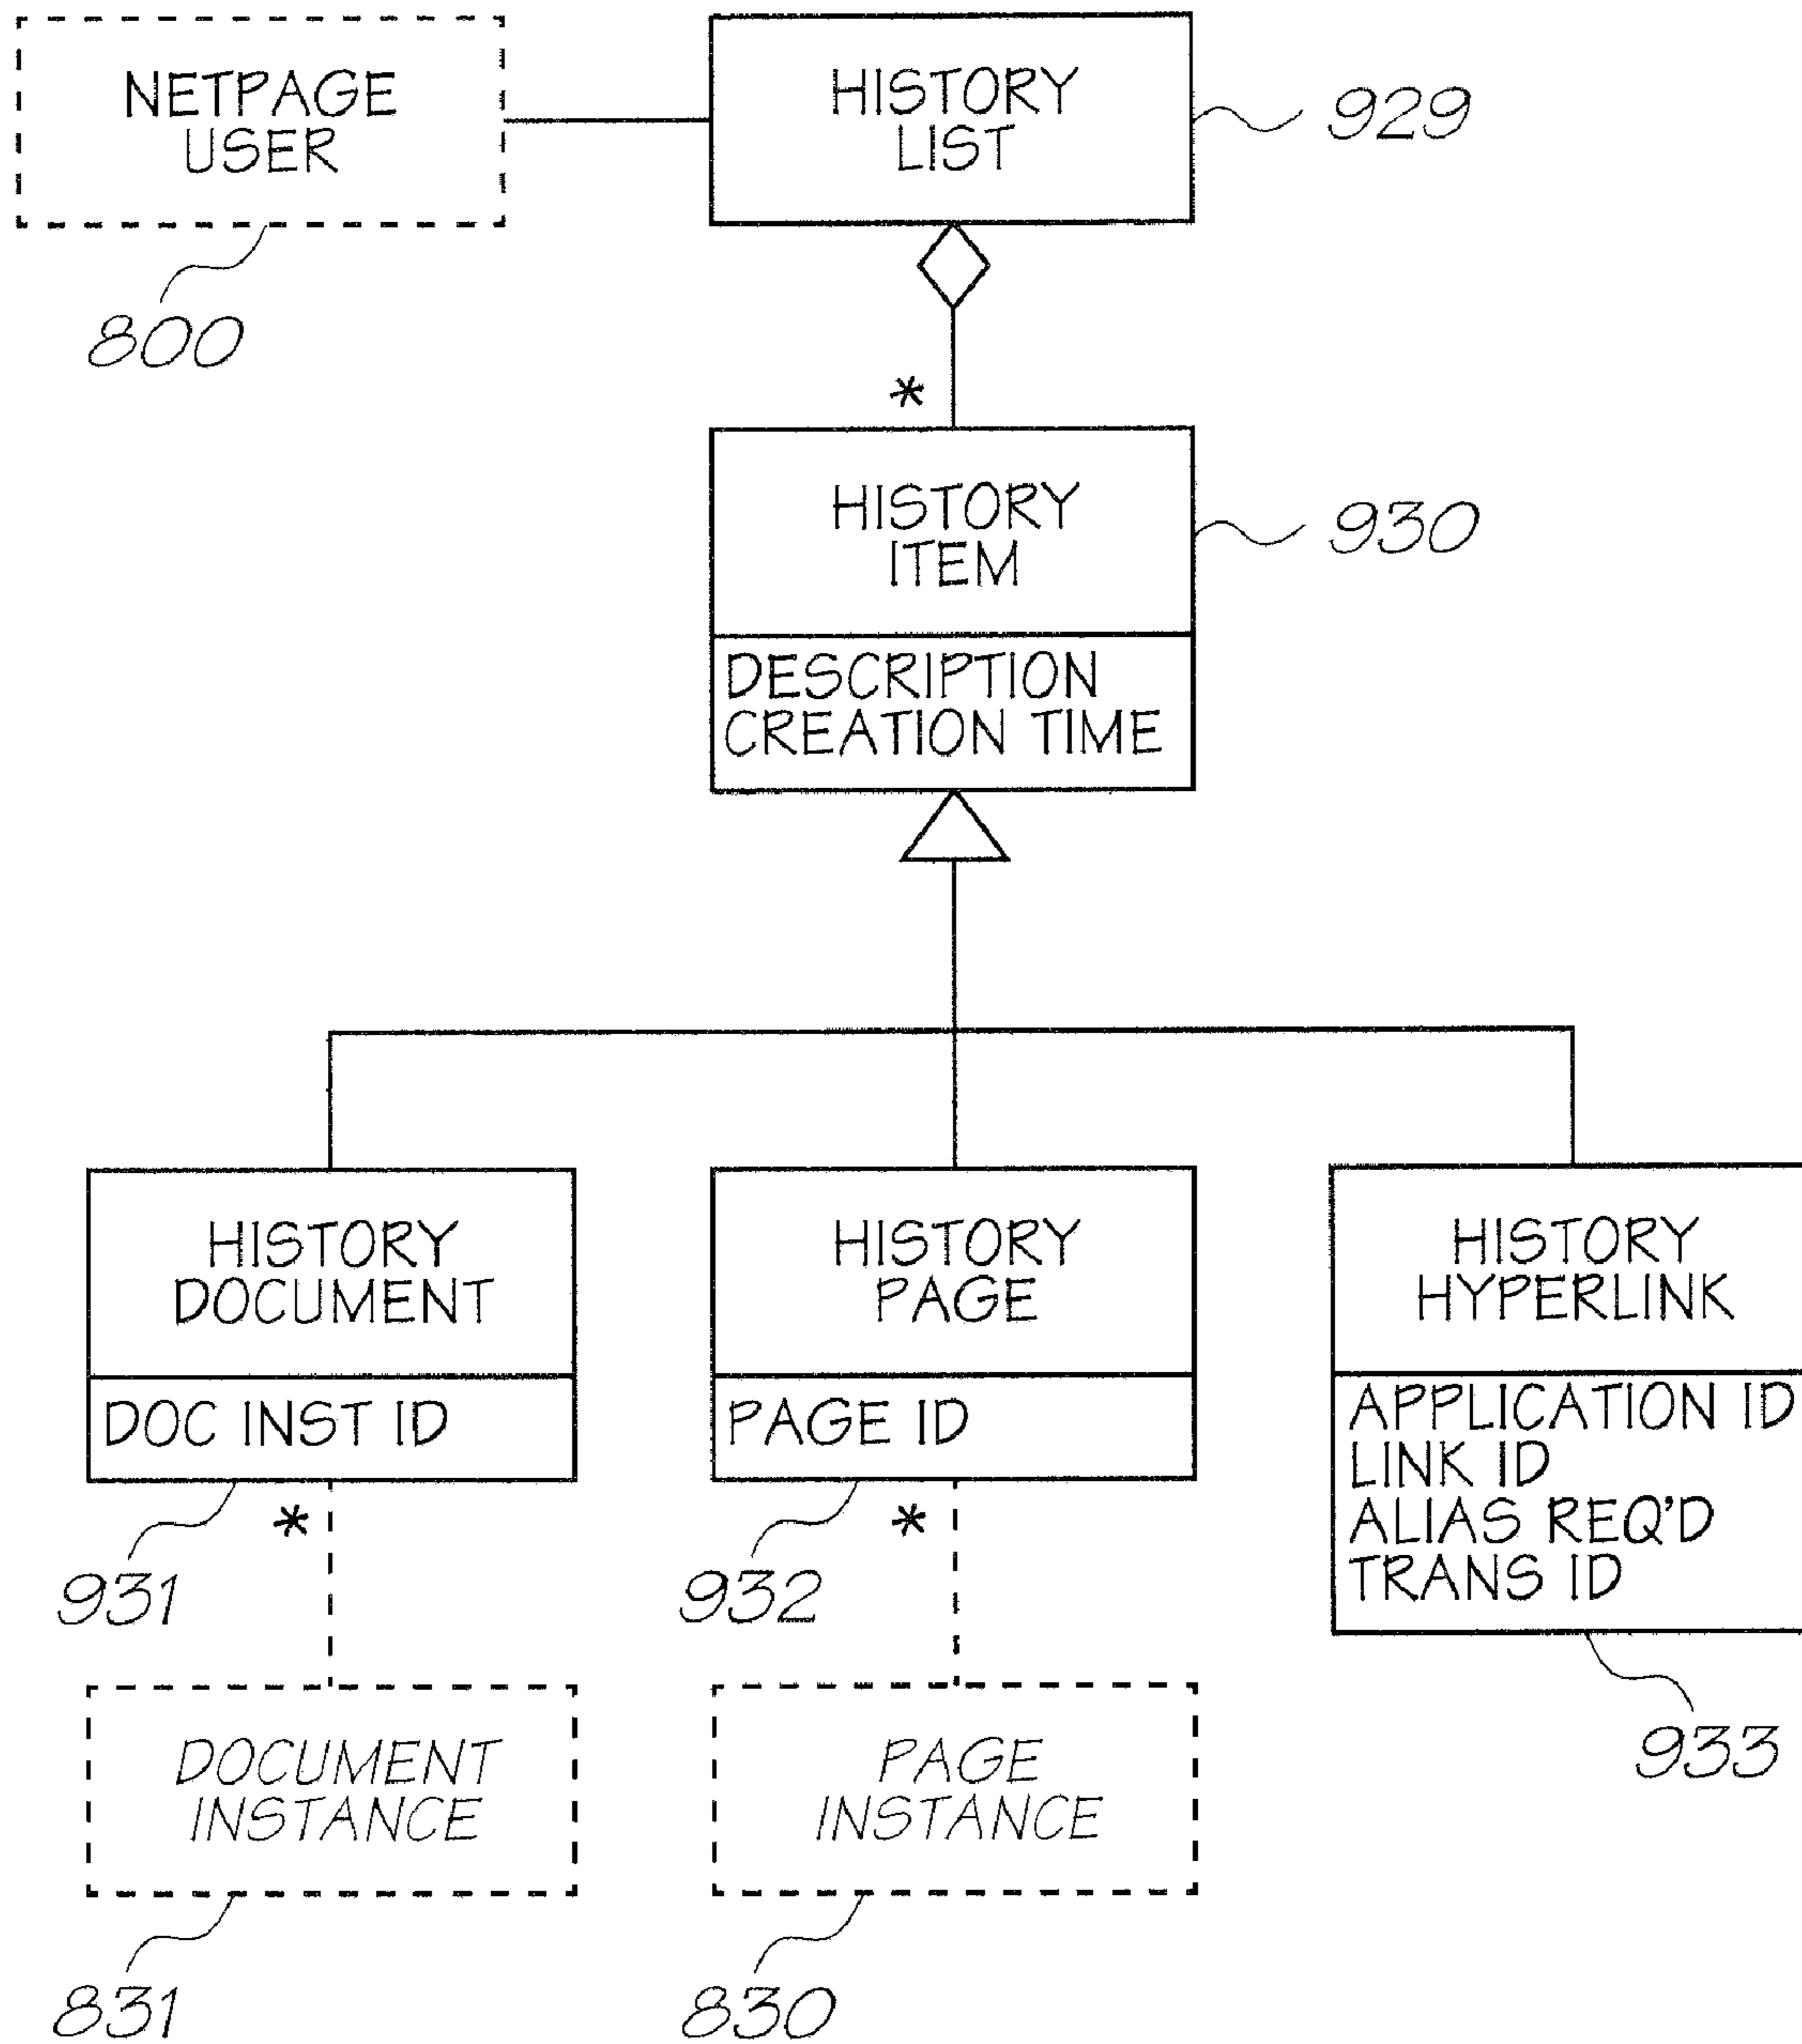 NETPAGE
USER
800
HISTORY
LIST
929
*
HISTORY
ITEM
930
DESCRIPTION
CREATION TIME
HISTORY
DOCUMENT
DOC INST ID
931
*
HISTORY
PAGE
PAGE ID
932
*
HISTORY
HYPERLINK
APPLICATION ID
LINK ID
ALIAS REQ'D
TRANS ID
933
DOCUMENT
INSTANCE
831
PAGE
INSTANCE
830